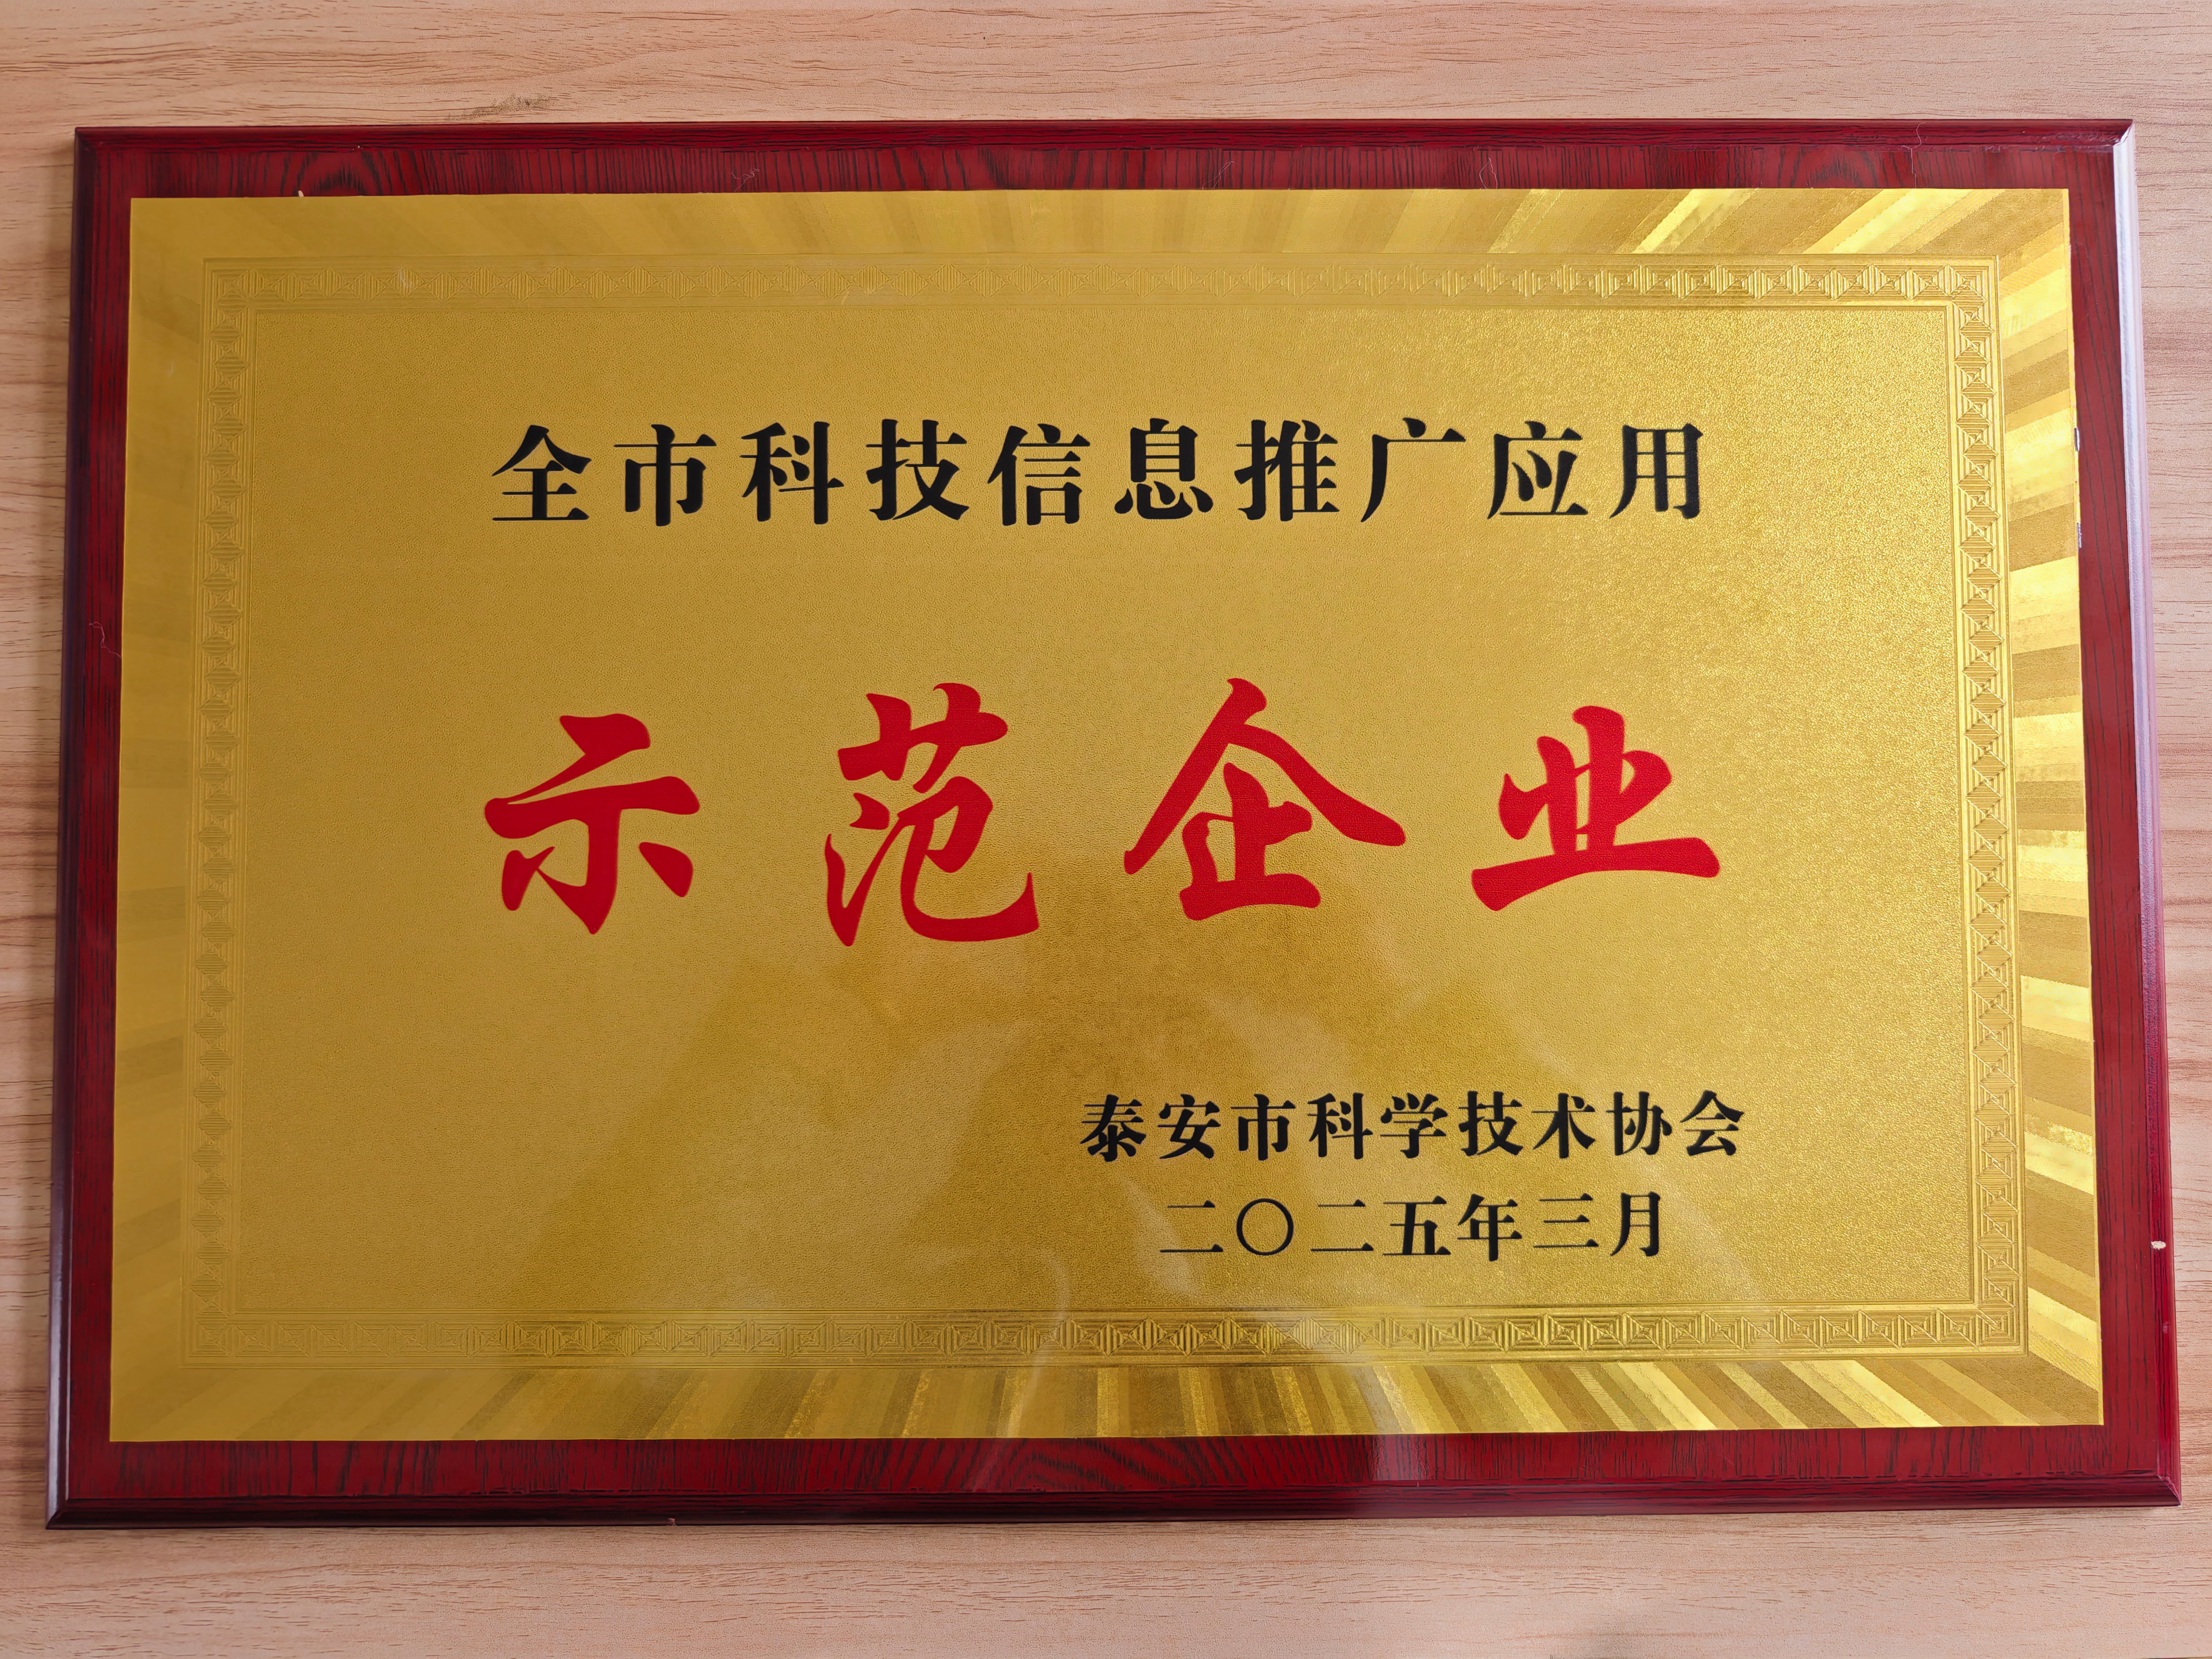 全市科技信息推广应用
示范企业
泰安市科学技术协会
二〇二五年三月